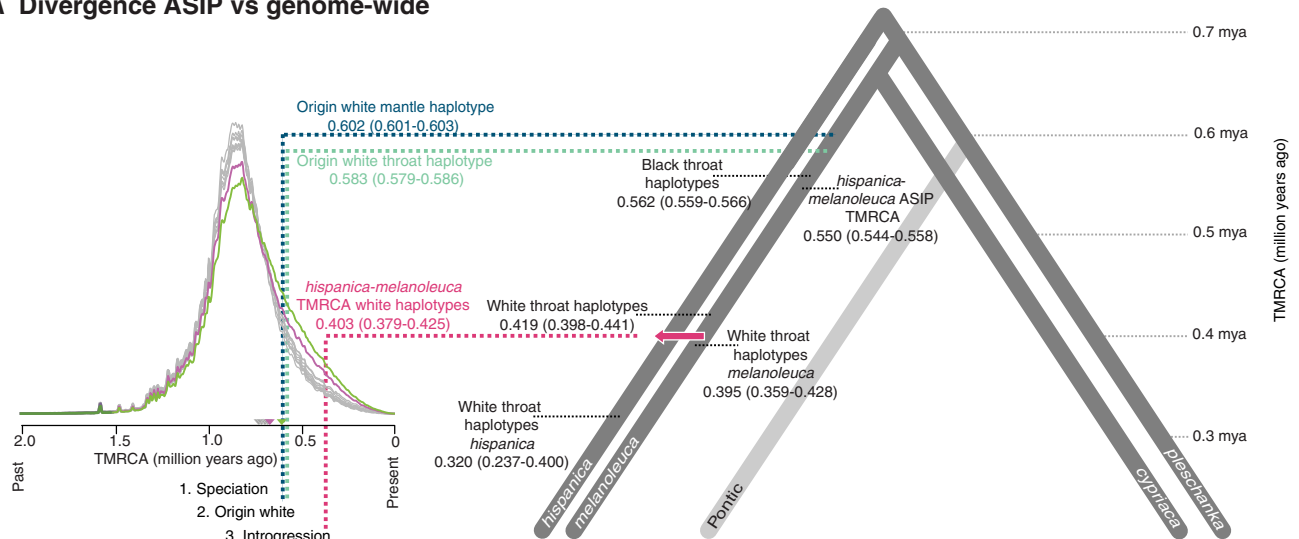 A Divergence ASIP vs genome-wide
Origin white mantle haplotype
0.602 (0.601-0.603)
Origin white throat haplotype
0.583 (0.579-0.586)
hispanica-melanoleuca
TMRCA white haplotypes
0.403 (0.379-0.425)
2.0 1.5 1.0 0.5 0
TMRCA (million years ago)
Past
Present
1. Speciation
2. Origin white
3. Introgression
Black throat
haplotypes
0.562 (0.559-0.566)
hispanica-
melanoleuca ASIP
TMRCA
0.550 (0.544-0.558)
White throat haplotypes
0.419 (0.398-0.441)
White throat
haplotypes
melanoleuca
0.395 (0.359-0.428)
White throat
haplotypes
hispanica
0.320 (0.237-0.400)
hispanica
melanoleuca
Pontic
cypriaca
pleschanka
0.7 mya
0.6 mya
0.5 mya
0.4 mya
0.3 mya
TMRCA (million years ago)